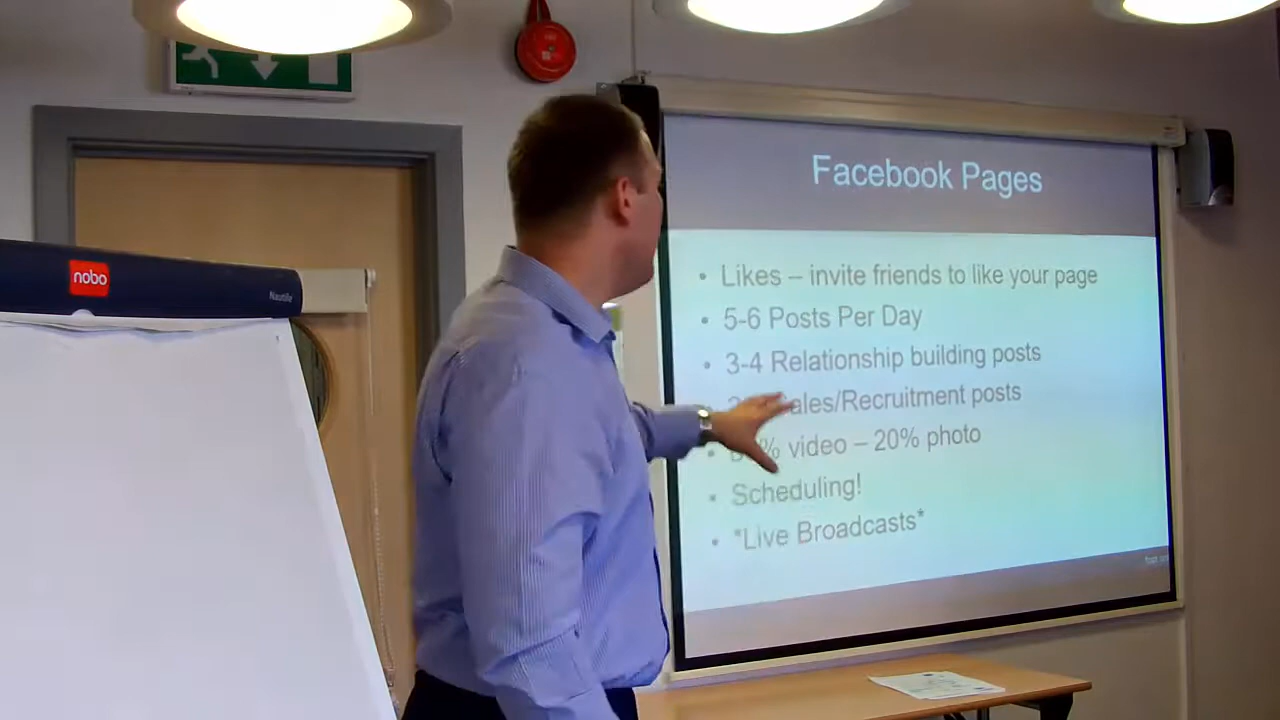 nobo
Nautile
Facebook Pages
• Likes – invite friends to like your page
• 5-6 Posts Per Day
• 3-4 Relationship building posts
ales/Recruitment posts
• % video – 20% photo
• Scheduling!
• *Live Broadcasts*